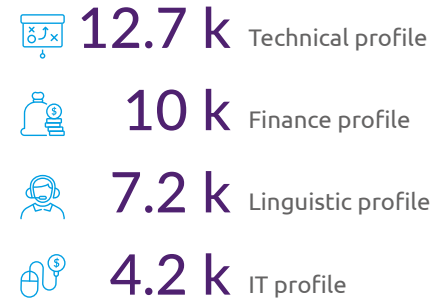 12.7 k Technical profile
10 k Finance profile
7.2 k Linguistic profile
4.2 k IT profile